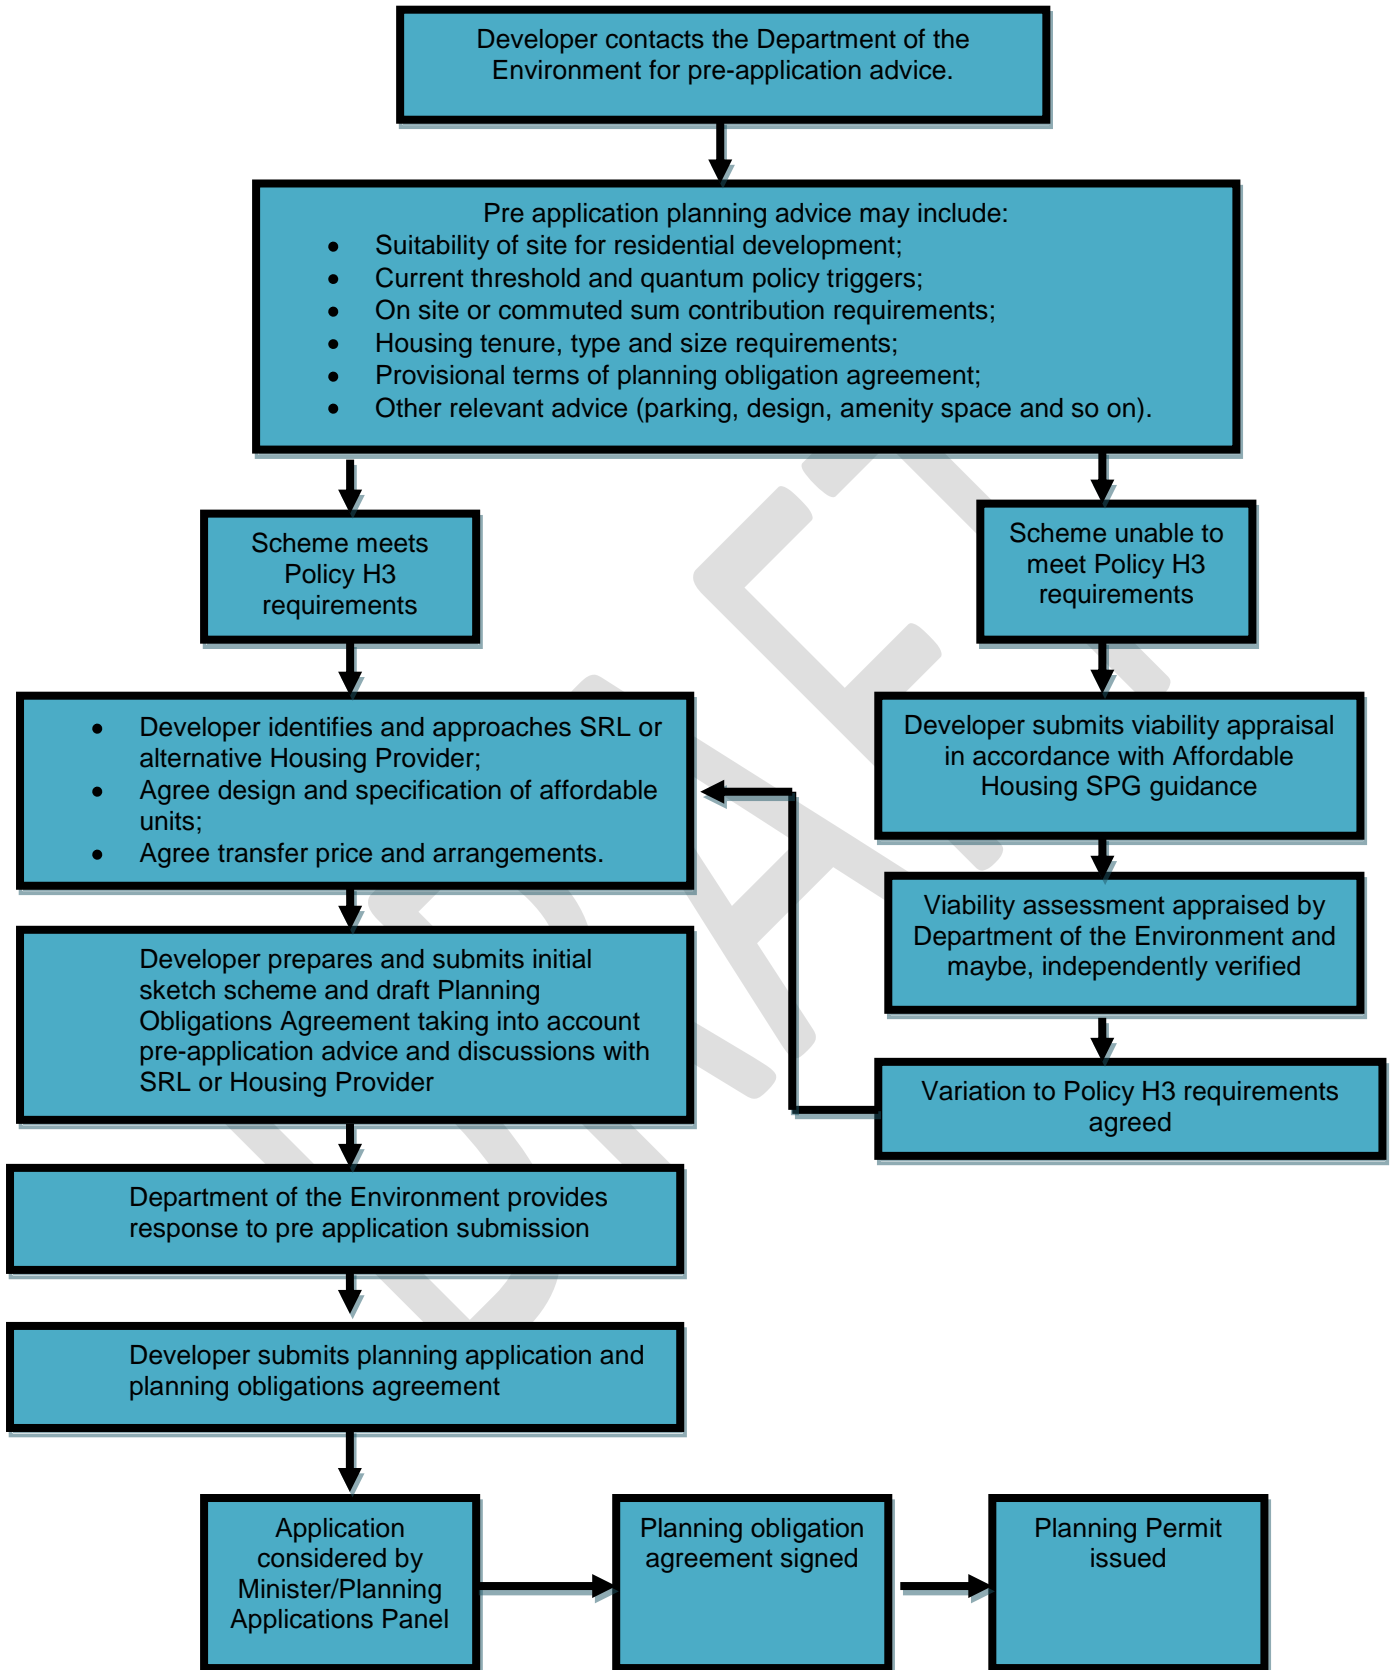 Developer contacts the Department of the
Environment for pre-application advice.
Pre application planning advice may include:
• Suitability of site for residential development;
• Current threshold and quantum policy triggers;
• On site or commuted sum contribution requirements;
• Housing tenure, type and size requirements;
• Provisional terms of planning obligation agreement;
• Other relevant advice (parking, design, amenity space and so on).
Scheme meets
Policy H3
requirements
Scheme unable to
meet Policy H3
requirements
• Developer identifies and approaches SRL or
alternative Housing Provider;
• Agree design and specification of affordable
units;
• Agree transfer price and arrangements.
Developer submits viability appraisal
in accordance with Affordable
Housing SPG guidance
Viability assessment appraised by
Department of the Environment and
maybe, independently verified
Variation to Policy H3 requirements
agreed
Developer prepares and submits initial
sketch scheme and draft Planning
Obligations Agreement taking into account
pre-application advice and discussions with
SRL or Housing Provider
Department of the Environment provides
response to pre application submission
Developer submits planning application and
planning obligations agreement
Application
considered by
Minister/Planning
Applications Panel
Planning obligation
agreement signed
Planning Permit
issued
DRAFT